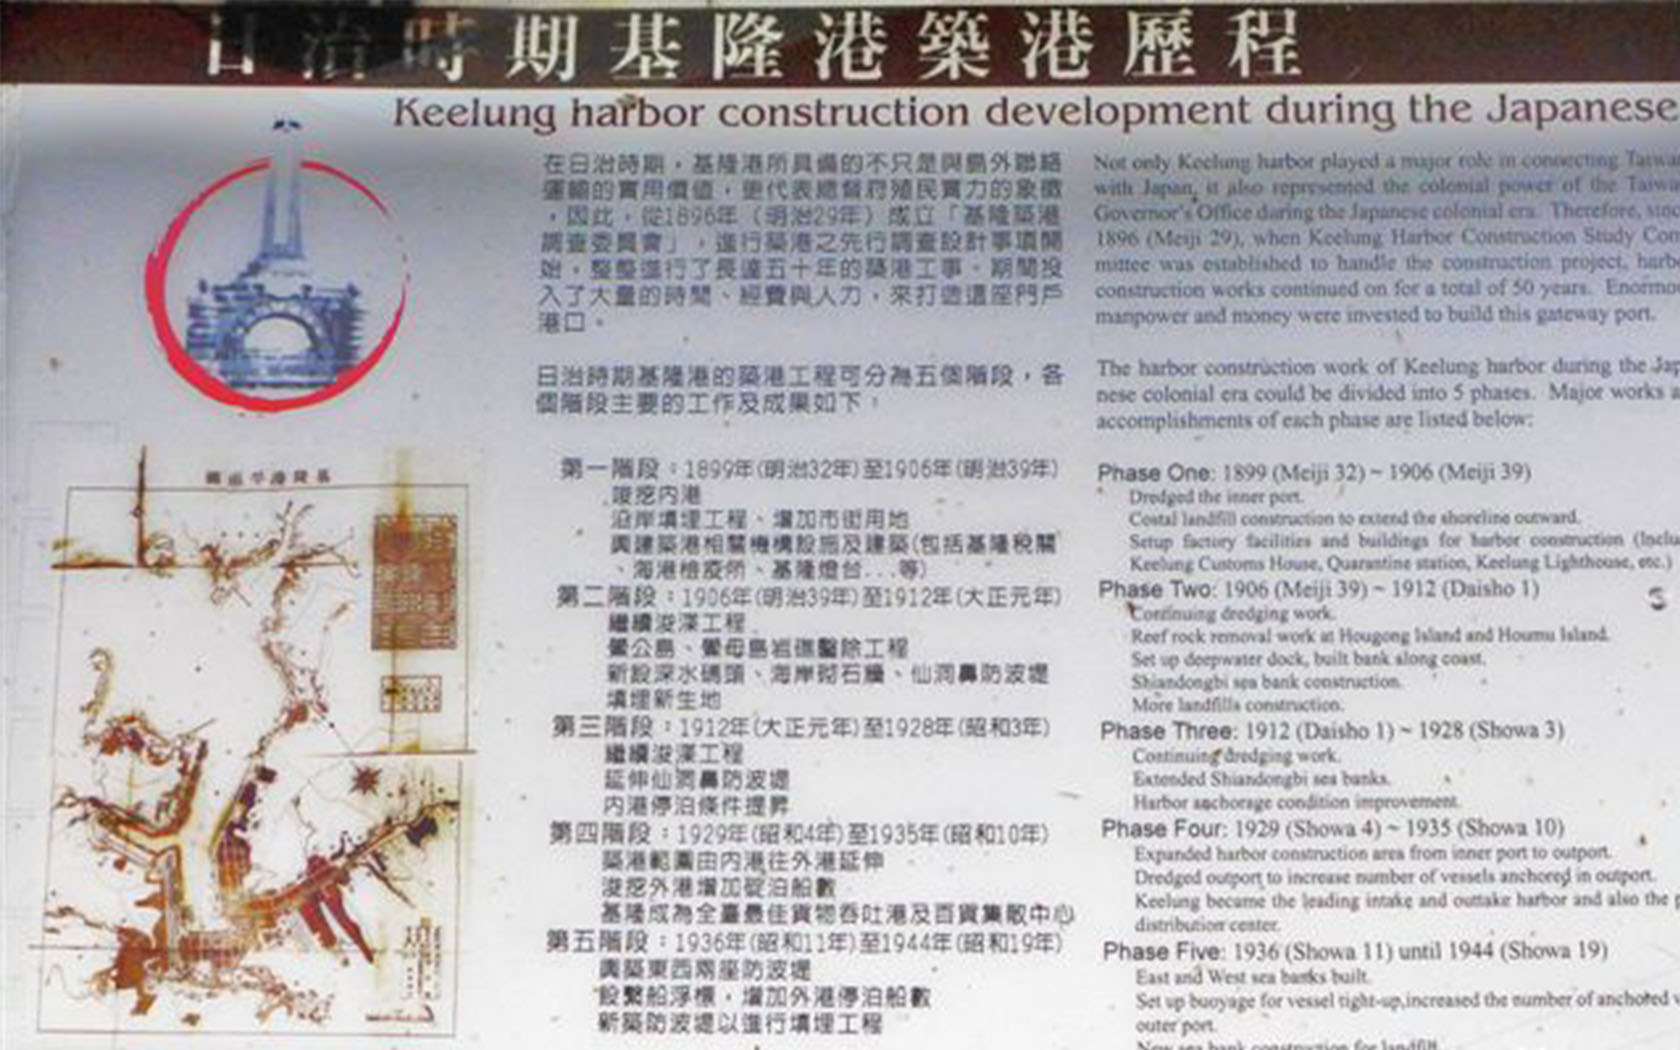 日治時期基隆港築港歷程
Keelung harbor construction development during the Japanese
在日治時期，基隆港所具備的不只是與島外聯絡
運輸的實用價值，更代表總督府殖民實力的象徵
，因此，從1896年（明治29年）成立「基隆築港
調查委員會」，進行築港之先行調查設計事項開
始，整整進行了長達五十年的築港工事。期間投
入了大量的時間、經費與人力，來打造這座門戶
港口。
日治時期基隆港的築港工程可分為五個階段，各
個階段主要的工作及成果如下：
第一階段：1899年(明治32年)至1906年(明治39年)
浚挖內港
沿岸填埋工程、增加市街用地
興建築港相關機構設施及建築(包括基隆稅關
、海港檢疫所、基隆燈台...等)
第二階段：1906年(明治39年)至1912年(大正元年)
繼續浚渫工程
鱟公島、鱟母島岩礁鑿除工程
新設深水碼頭、海岸砌石牆、仙洞鼻防波堤
填埋新生地
第三階段：1912年(大正元年)至1928年(昭和3年)
繼續浚渫工程
延伸仙洞鼻防波堤
內港停泊條件提昇
第四階段：1929年(昭和4年)至1935年(昭和10年)
築港範圍由內港往外港延伸
浚挖外港增加碇泊船數
基隆成為全臺最佳貨物吞吐港及百貨集散中心
第五階段：1936年(昭和11年)至1944年(昭和19年)
興築東西兩座防波堤
設繫船浮標，增加外港停泊船數
新築防波堤以進行填埋工程
Not only Keelung harbor played a major role in connecting Taiwa
with Japan, it also represented the colonial power of the Taiwa
Governor's Office during the Japanese colonial era. Therefore, sin
1896 (Meiji 29), when Keelung Harbor Construction Study Com
mittee was established to handle the construction project, harbo
construction works continued on for a total of 50 years. Enormo
manpower and money were invested to build this gateway port.
The harbor construction work of Keelung harbor during the Jap
nese colonial era could be divided into 5 phases. Major works a
accomplishments of each phase are listed below:
Phase One: 1899 (Meiji 32) ~ 1906 (Meiji 39)
Dredged the inner port.
Costal landfill construction to extend the shoreline outward.
Setup factory facilities and buildings for harbor construction (Inclu
Keelung Customs House, Quarantine station, Keelung Lighthouse, etc.)
Phase Two: 1906 (Meiji 39) ~ 1912 (Daisho 1)
Continuing dredging work.
Reef rock removal work at Hougong Island and Houmu Island.
Set up deepwater dock, built bank along coast.
Shiandongbi sea bank construction.
More landfills construction.
Phase Three: 1912 (Daisho 1) ~ 1928 (Showa 3)
Continuing dredging work.
Extended Shiandongbi sea banks.
Harbor anchorage condition improvement.
Phase Four: 1929 (Showa 4) ~ 1935 (Showa 10)
Expanded harbor construction area from inner port to outport.
Dredged outport to increase number of vessels anchored in outport.
Keelung became the leading intake and outtake harbor and also the p
distribution center.
Phase Five: 1936 (Showa 11) until 1944 (Showa 19)
East and West sea banks built.
Set up buoyage for vessel tight-up,increased the number of anchored v
outer port.
New sea bank construction for landfill.